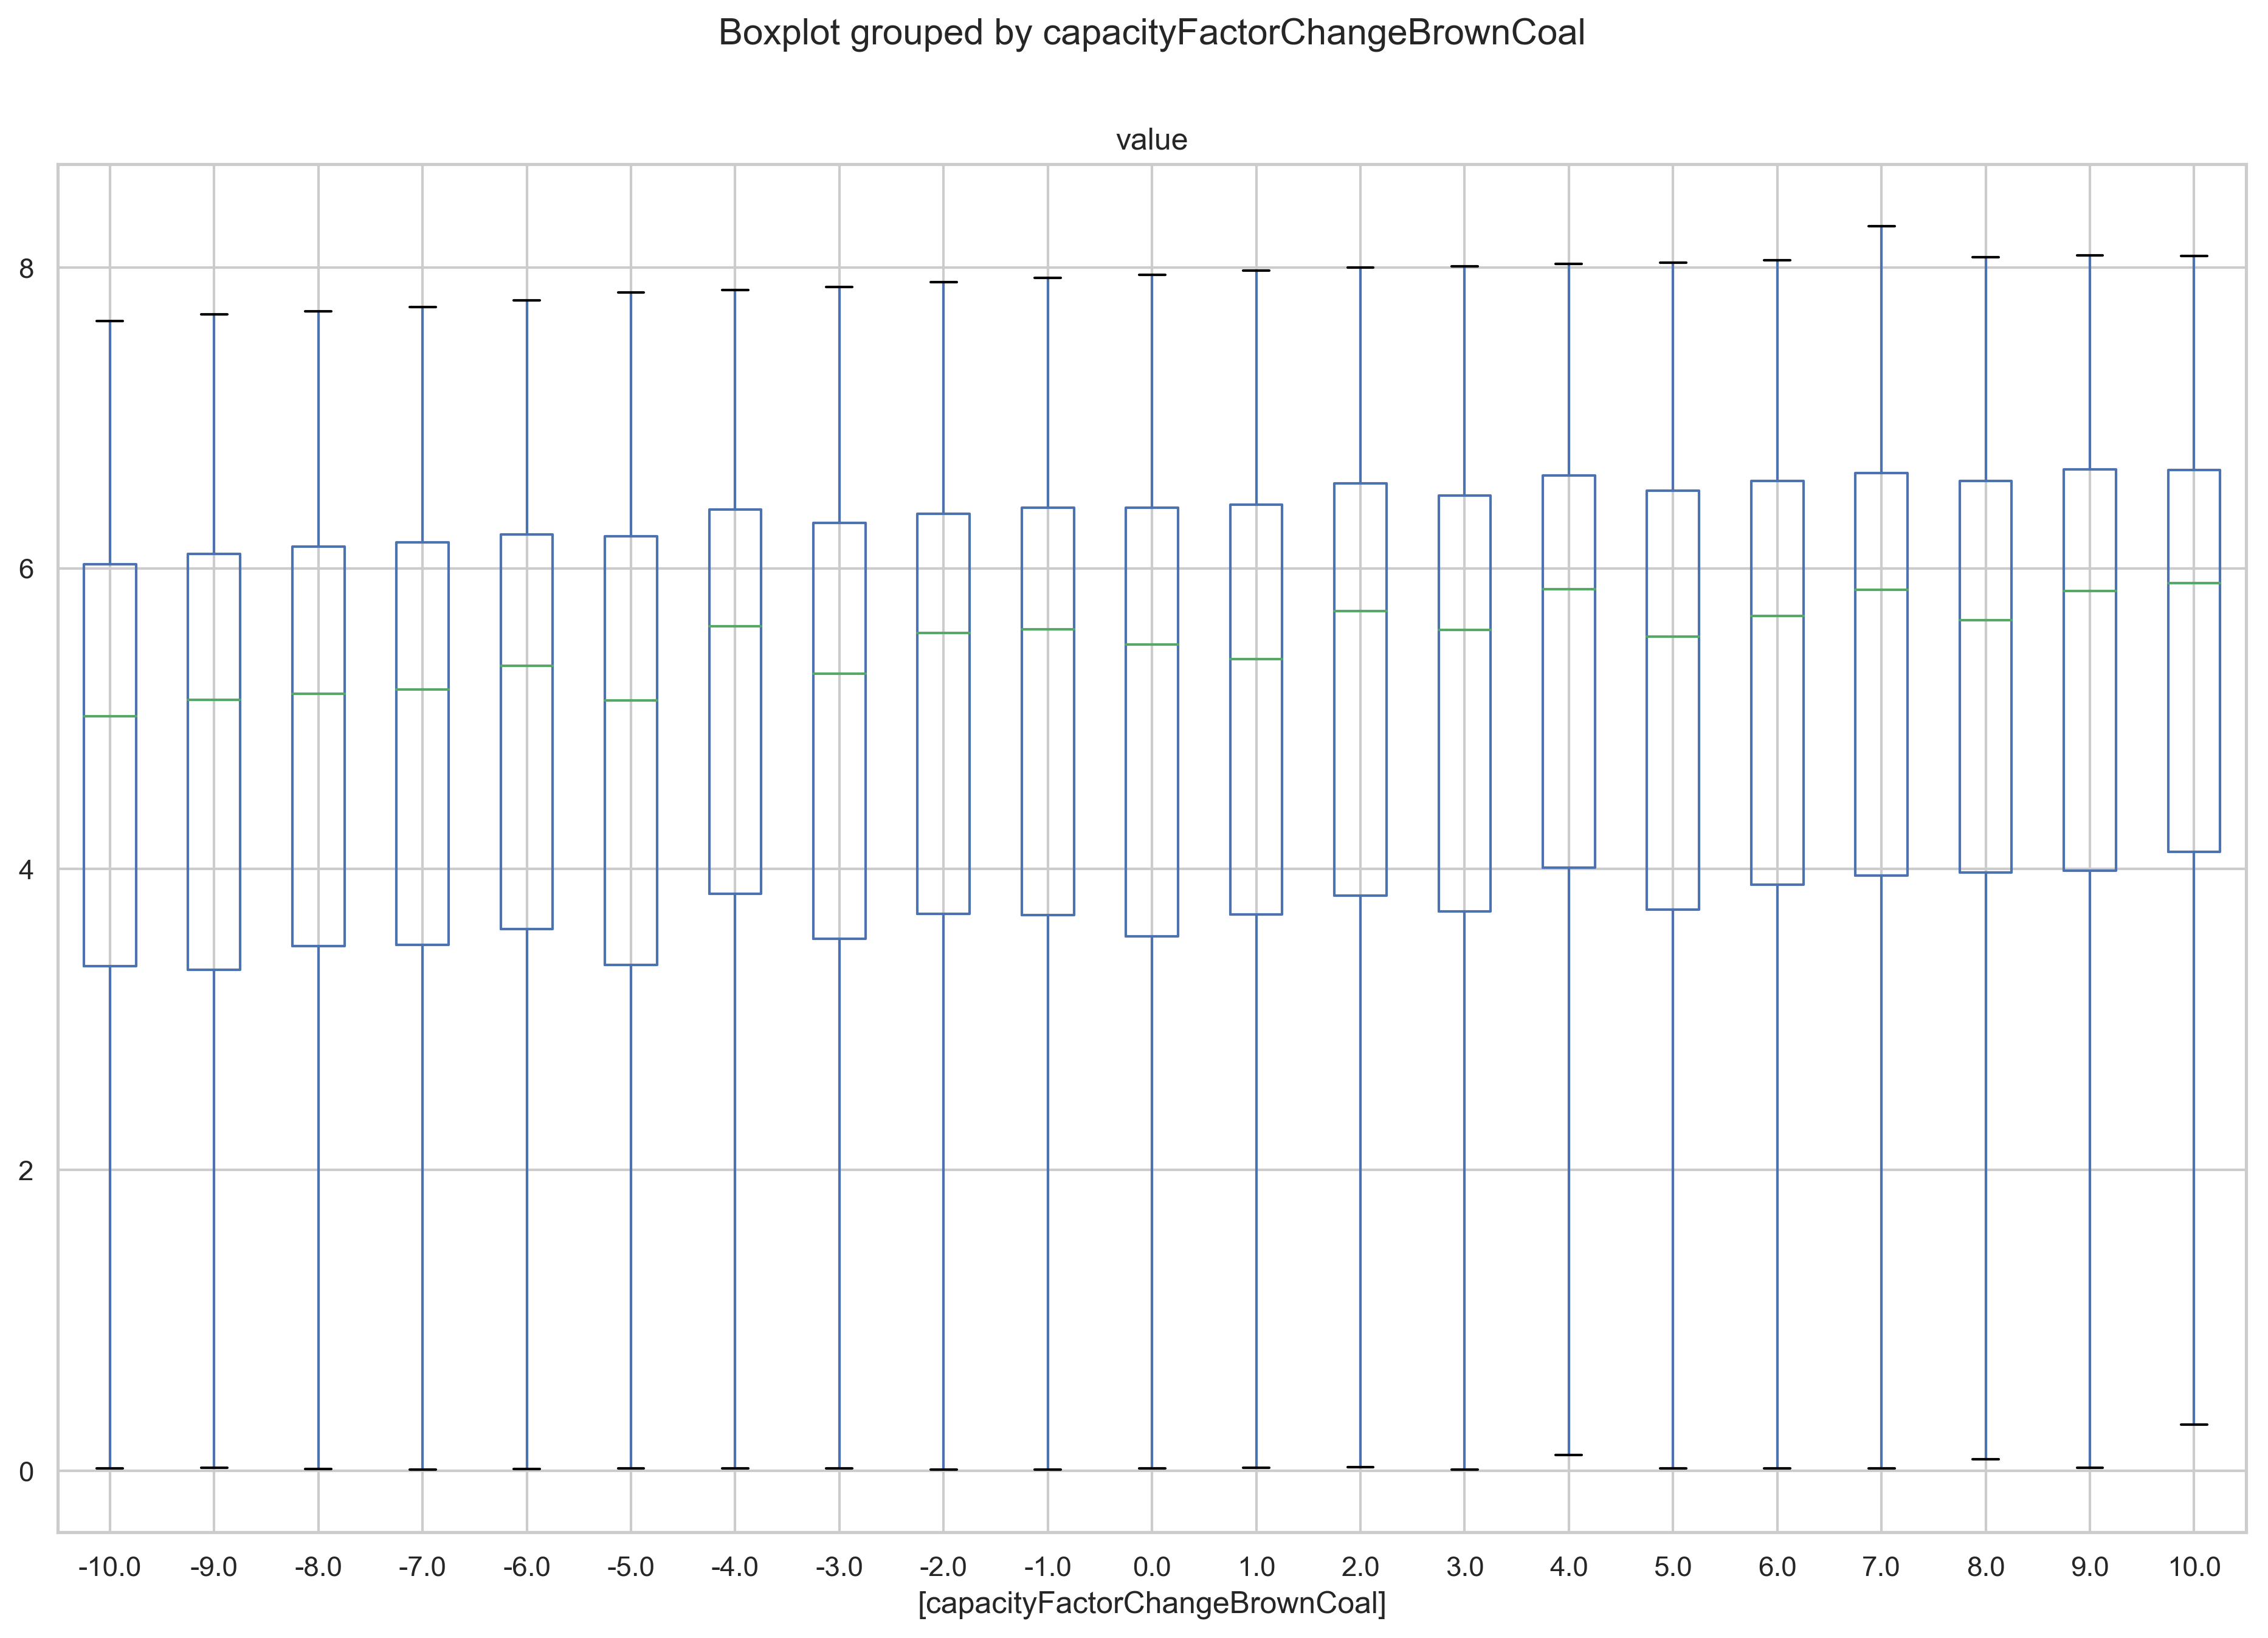 Boxplot grouped by capacityFactorChangeBrownCoal
value
8
6
4
2
0
-10.0 -9.0 -8.0 -7.0 -6.0 -5.0 -4.0 -3.0 -2.0 -1.0 0.0 1.0 2.0 3.0 4.0 5.0 6.0 7.0 8.0 9.0 10.0
[capacityFactorChangeBrownCoal]